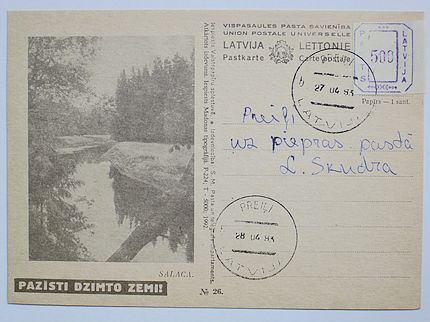 VISPASAULES PASTA SAVIENĪBA
UNION POSTALE UNIVERSELLE
LATVIJA LETTONIE
Pastkarte Carte postale
500
LATVIJA
27 04 93
LATVIJA
Papīrs — 1 sant.
Preiļi
uz piepras. pastā
L. Skudra
PREIĻI
28 04 93
LATVIJA
SALACA.
PAZĪSTI DZIMTO ZEMI!
№ 26.